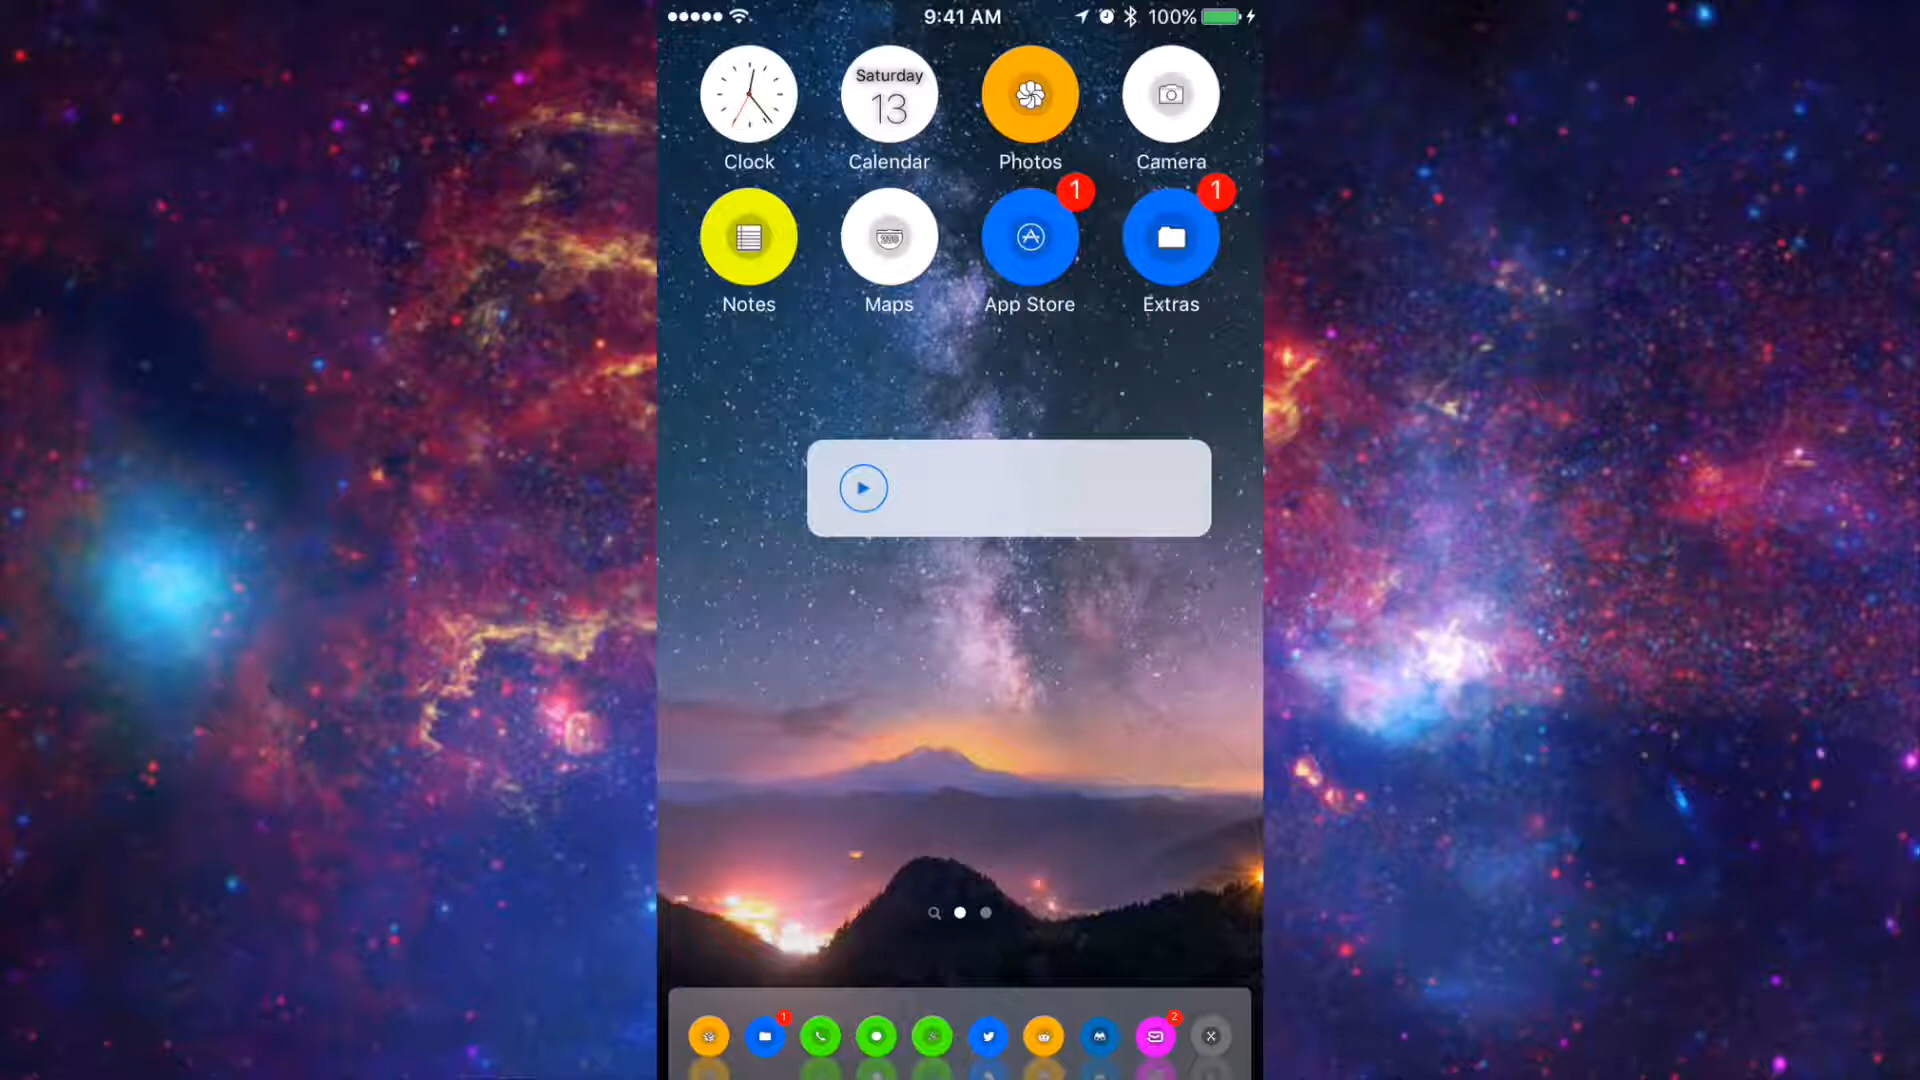 9:41 AM
100%
Saturday
13
Clock
Calendar
Photos
Camera
1
1
280
Notes
Maps
App Store
Extras
1
2